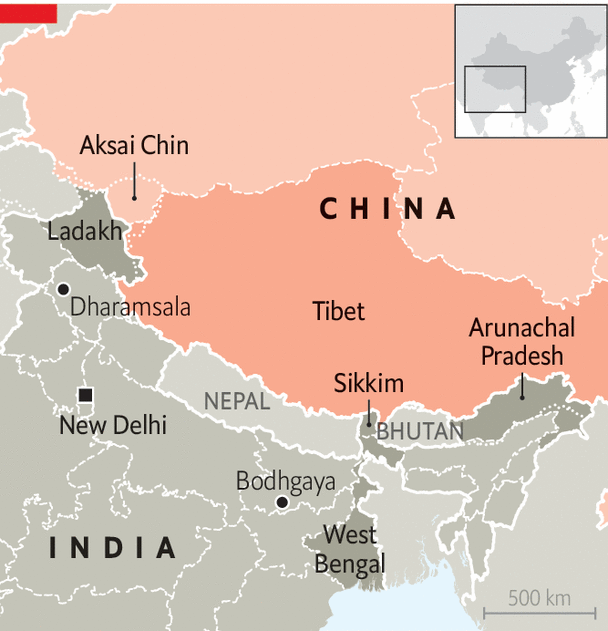 Aksai Chin
CHINA
Ladakh
Dharamsala
Tibet
Arunachal
Pradesh
Sikkim
NEPAL
BHUTAN
New Delhi
Bodhgaya
INDIA
West
Bengal
500 km